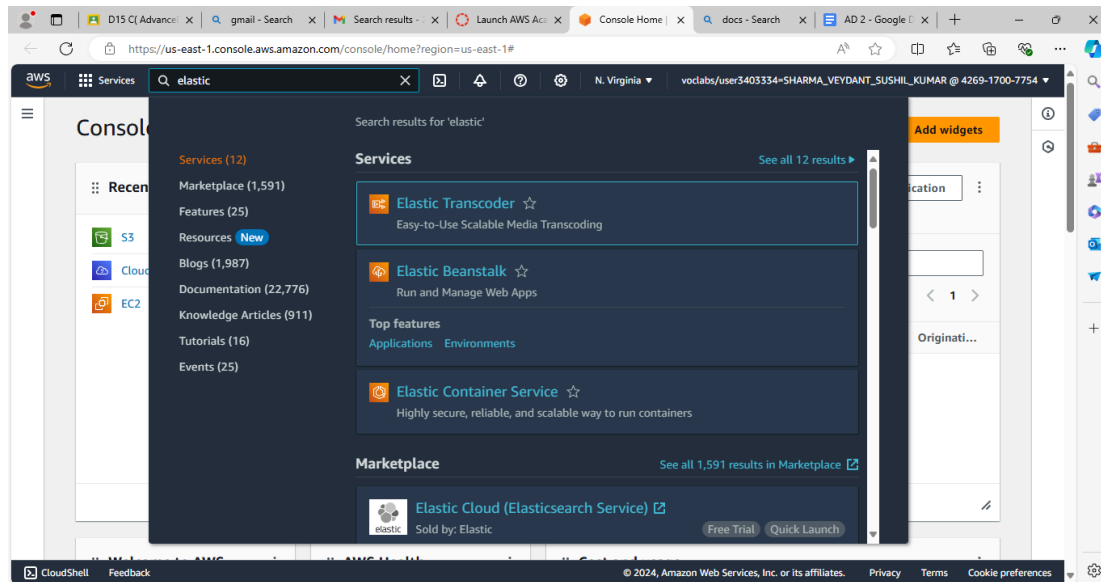 D15 C( Advance
gmail - Search
Search results -
Launch AWS Aca
Console Home |
docs - Search
AD 2 - Google D
https://us-east-1.console.aws.amazon.com/console/home?region=us-east-1#
aws
Services
elastic
N. Virginia
voclabs/user3403334=SHARMA_VEYDANT_SUSHIL_KUMAR @ 4269-1700-7754
Consol
Add widgets
Recen
ication
S3
Cloud
EC2
1
Originati...
Search results for 'elastic'
Services (12)
Marketplace (1,591)
Features (25)
Resources New
Blogs (1,987)
Documentation (22,776)
Knowledge Articles (911)
Tutorials (16)
Events (25)
Services
See all 12 results
Elastic Transcoder
Easy-to-Use Scalable Media Transcoding
Elastic Beanstalk
Run and Manage Web Apps
Top features
Applications Environments
Elastic Container Service
Highly secure, reliable, and scalable way to run containers
Marketplace
See all 1,591 results in Marketplace
elastic
Elastic Cloud (Elasticsearch Service)
Sold by: Elastic
Free Trial Quick Launch
CloudShell Feedback
© 2024, Amazon Web Services, Inc. or its affiliates.
Privacy Terms Cookie preferences